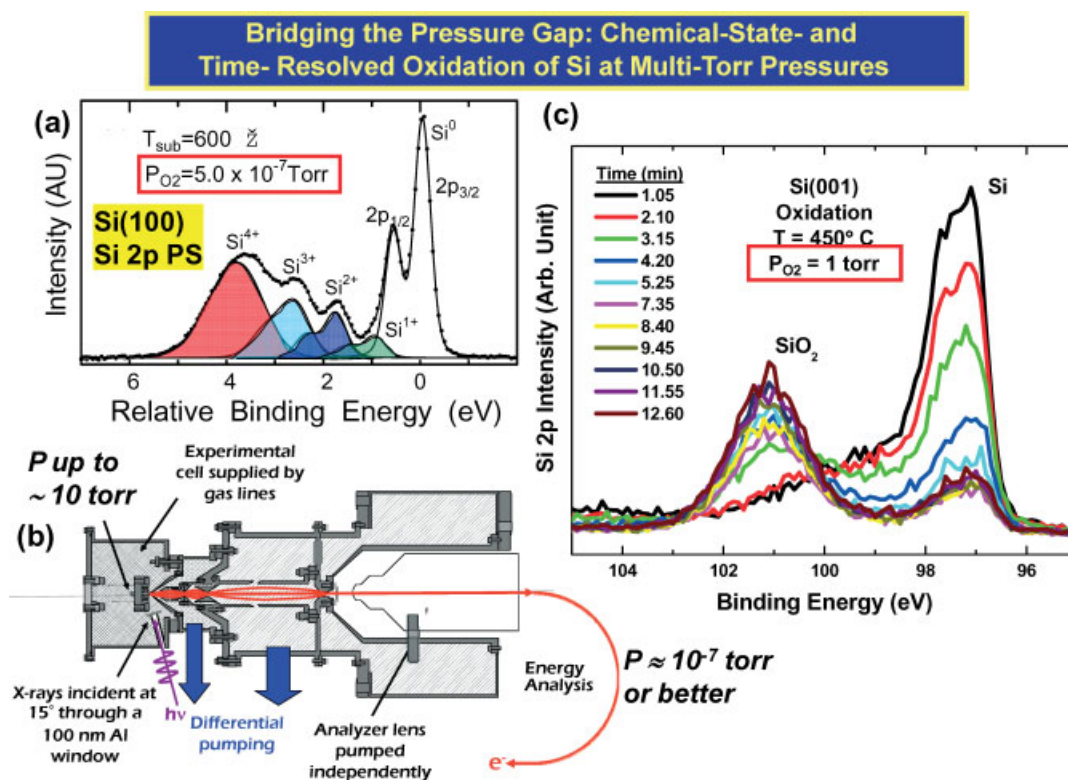 Bridging the Pressure Gap: Chemical-State- and
Time- Resolved Oxidation of Si at Multi-Torr Pressures
(a)
T_sub=600 Ž
P_O2=5.0 x 10^-7 Torr
Si(100)
Si 2p PS
Si^0
2p_3/2
2p_1/2
Si^4+
Si^3+
Si^2+
Si^1+
Intensity (AU)
6
4
2
0
Relative Binding Energy (eV)
(c)
Time (min)
1.05
2.10
3.15
4.20
5.25
7.35
8.40
9.45
10.50
11.55
12.60
Si(001)
Oxidation
T = 450° C
P_O2 = 1 torr
Si
SiO_2
Si 2p Intensity (Arb. Unit)
104
102
100
98
96
Binding Energy (eV)
(b)
P up to
~ 10 torr
Experimental
cell supplied by
gas lines
X-rays incident at
15° through a
100 nm Al
window
hν
Differential
pumping
Analyzer lens
pumped
independently
Energy
Analysis
e^-
P ≈ 10^-7 torr
or better